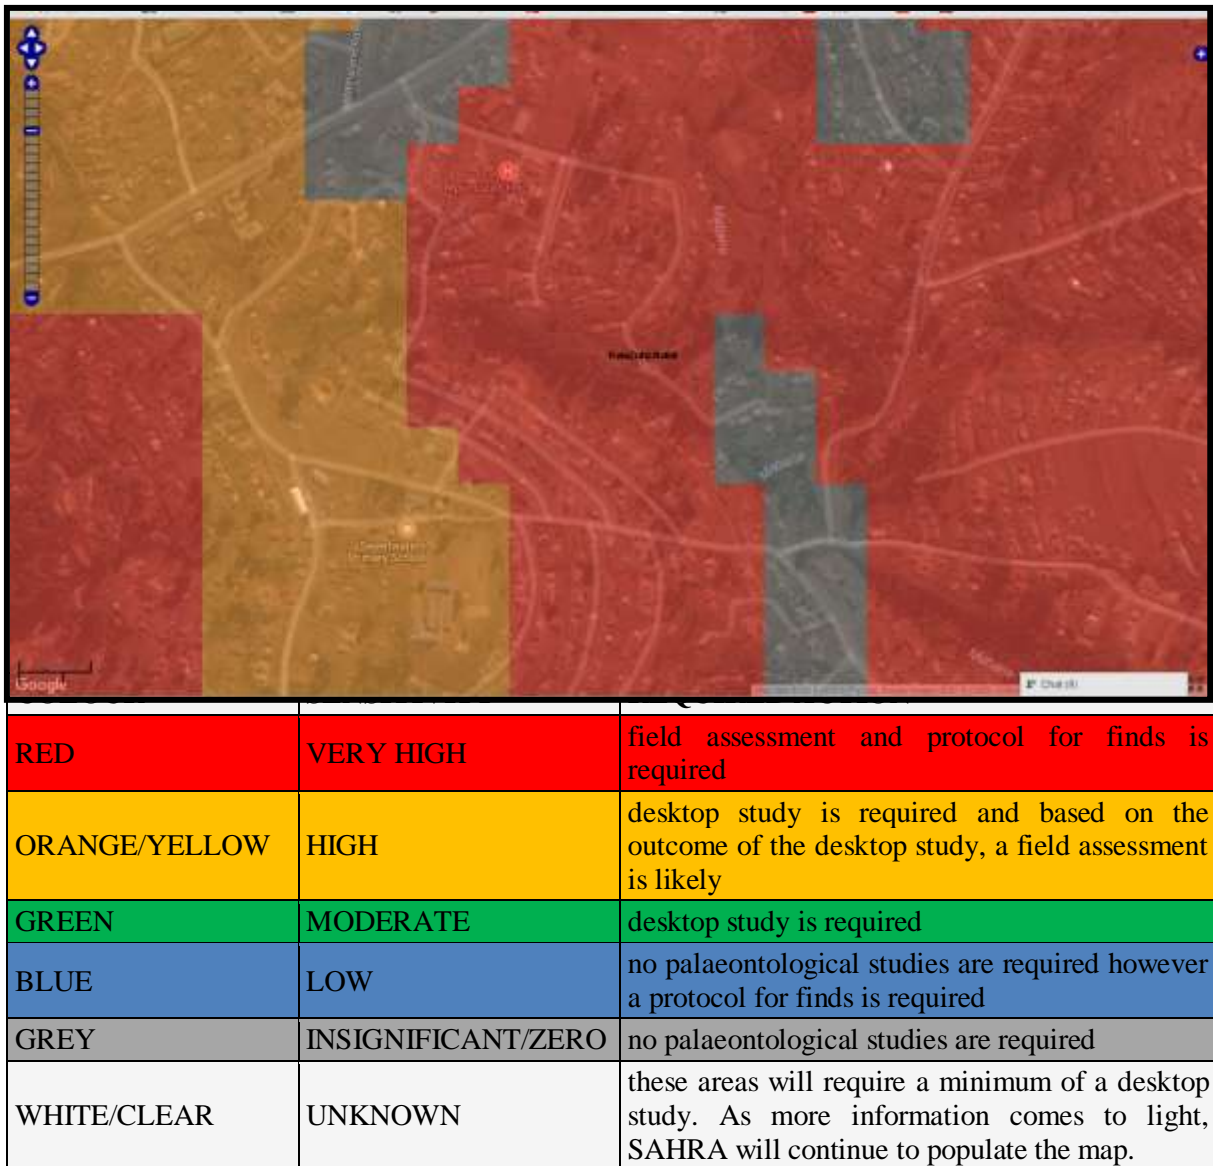 Google
Chat (4)
RED VERY HIGH field assessment and protocol for finds is
required
ORANGE/YELLOW HIGH desktop study is required and based on the
outcome of the desktop study, a field assessment
is likely
GREEN MODERATE desktop study is required
BLUE LOW no palaeontological studies are required however
a protocol for finds is required
GREY INSIGNIFICANT/ZERO no palaeontological studies are required
WHITE/CLEAR UNKNOWN these areas will require a minimum of a desktop
study. As more information comes to light,
SAHRA will continue to populate the map.